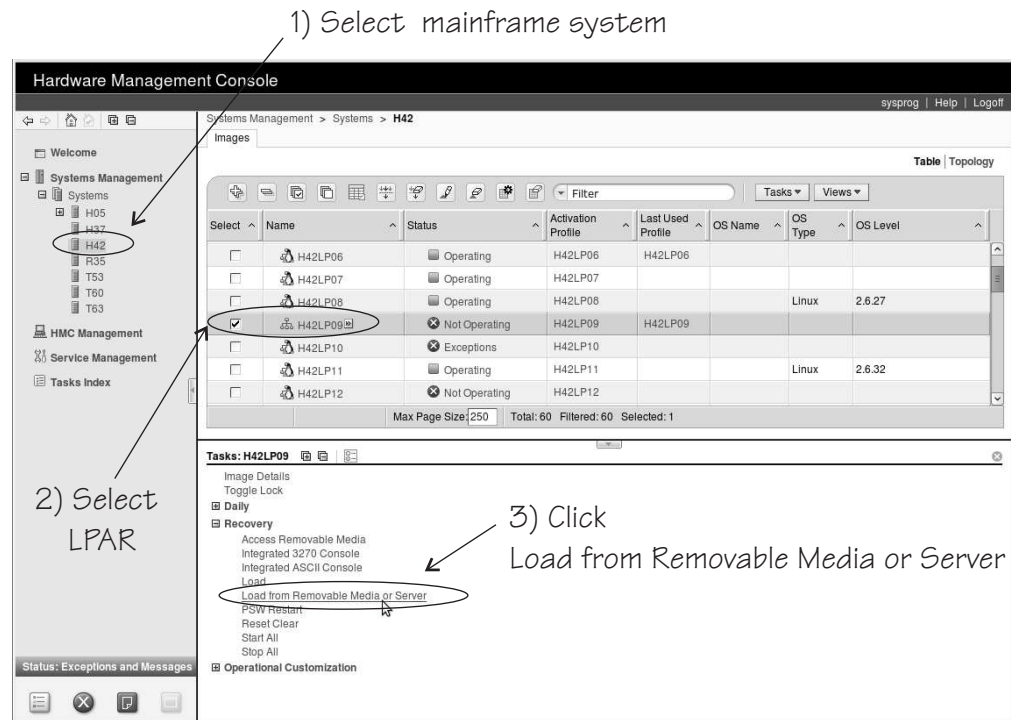 1) Select mainframe system
Hardware Management Console
sysprog | Help | Logoff
Systems Management > Systems > H42
Images
Table | Topology
Welcome
Systems Management
Systems
H05
H37
H42
R35
T53
T60
T63
HMC Management
Service Management
Tasks Index
Filter
Tasks
Views
Select Name Status Activation Profile Last Used Profile OS Name OS Type OS Level
H42LP06 Operating H42LP06 H42LP06
H42LP07 Operating H42LP07
H42LP08 Operating H42LP08 Linux 2.6.27
H42LP09 Not Operating H42LP09 H42LP09
H42LP10 Exceptions H42LP10
H42LP11 Operating H42LP11 Linux 2.6.32
H42LP12 Not Operating H42LP12
Max Page Size: 250 Total: 60 Filtered: 60 Selected: 1
Tasks: H42LP09
Image Details
Toggle Lock
Daily
Recovery
Access Removable Media
Integrated 3270 Console
Integrated ASCII Console
Load
Load from Removable Media or Server
PSW Restart
Reset Clear
Start All
Stop All
Operational Customization
2) Select
LPAR
3) Click
Load from Removable Media or Server
Status: Exceptions and Messages